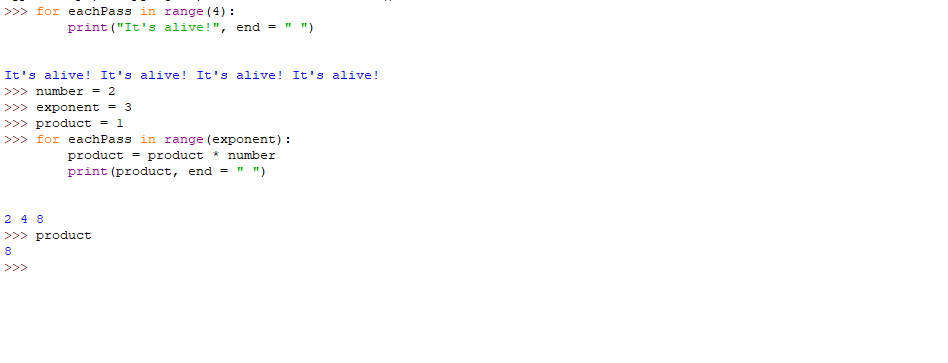 >>> for eachPass in range(4):
        print("It's alive!", end = " ")
It's alive! It's alive! It's alive! It's alive!
>>> number = 2
>>> exponent = 3
>>> product = 1
>>> for eachPass in range(exponent):
        product = product * number
        print(product, end = " ")
2 4 8
>>> product
8
>>>